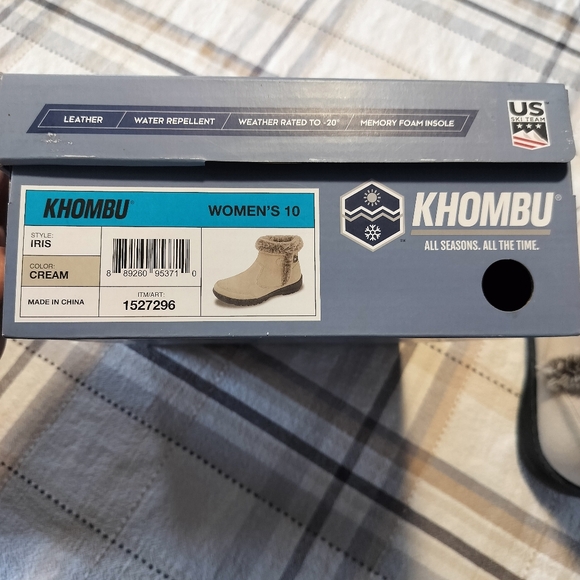 LEATHER / WATER REPELLENT / WEATHER RATED TO -20° / MEMORY FOAM INSOLE
US
SKI TEAM
KHOMBU® WOMEN'S 10
STYLE:
IRIS
COLOR:
CREAM
MADE IN CHINA
8 89260 95371 0
ITM/ART:
1527296
KHOMBU®
ALL SEASONS. ALL THE TIME.